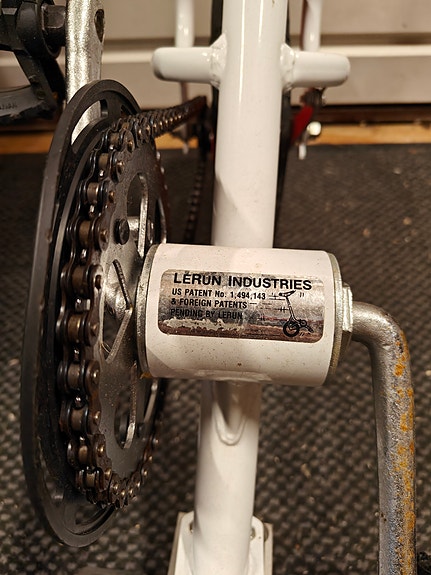 LERUN INDUSTRIES
US PATENT No. 1,494,143
& FOREIGN PATENTS
PENDING BY LERUN